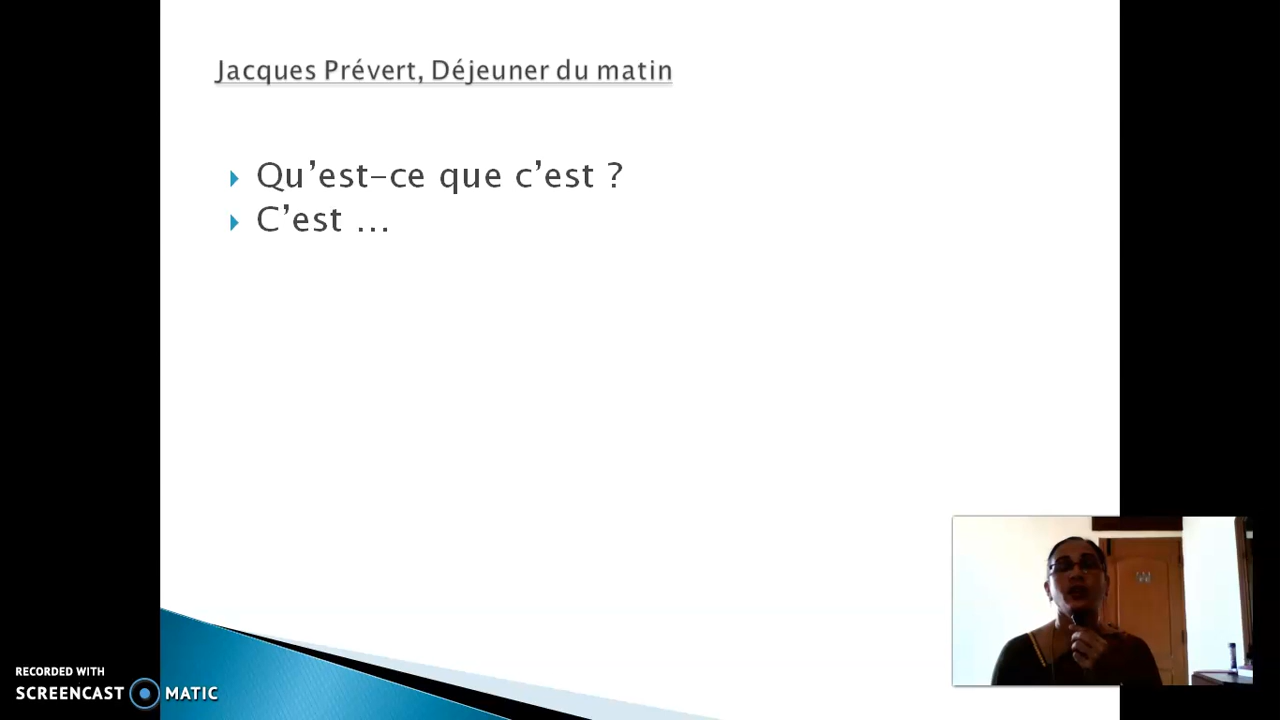 Jacques Prévert, Déjeuner du matin
Qu’est-ce que c’est ?
C’est …
RECORDED WITH
SCREENCAST MATIC